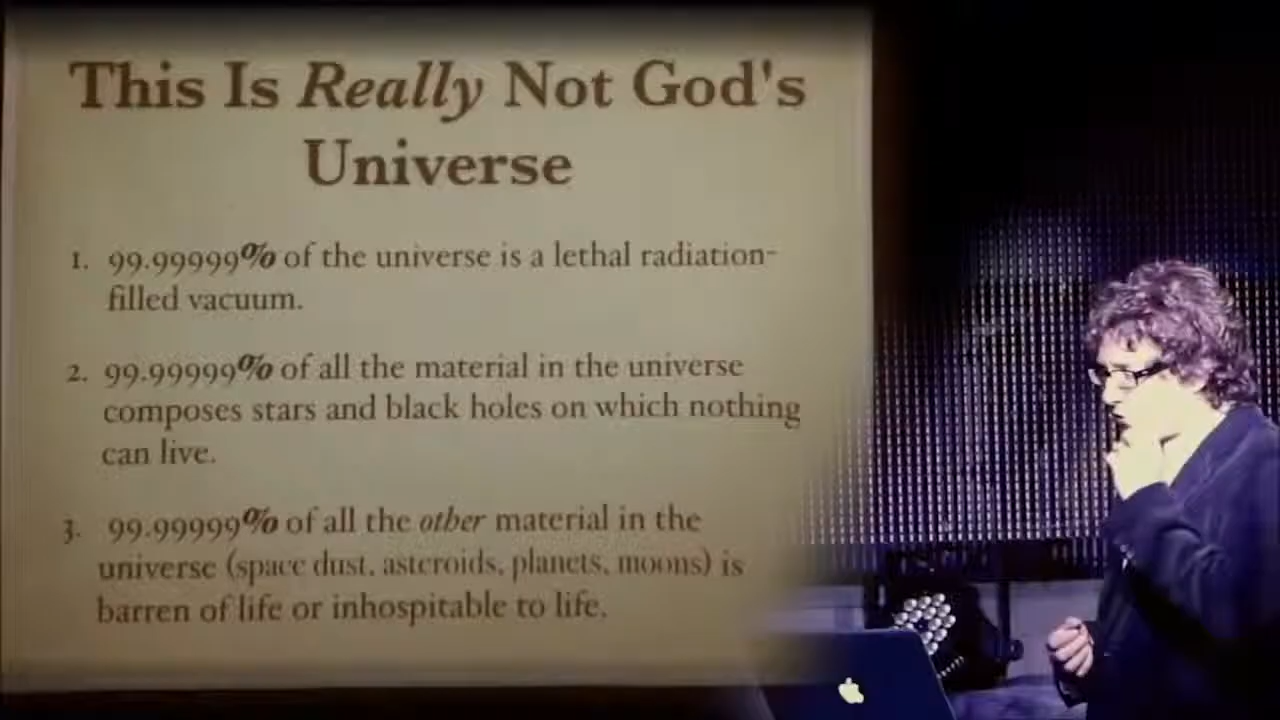 This Is Really Not God's
Universe
1. 99.99999% of the universe is a lethal radiation-
filled vacuum.
2. 99.99999% of all the material in the universe
composes stars and black holes on which nothing
can live.
3. 99.99999% of all the other material in the
universe (space dust, asteroids, planets, moons) is
barren of life or inhospitable to life.